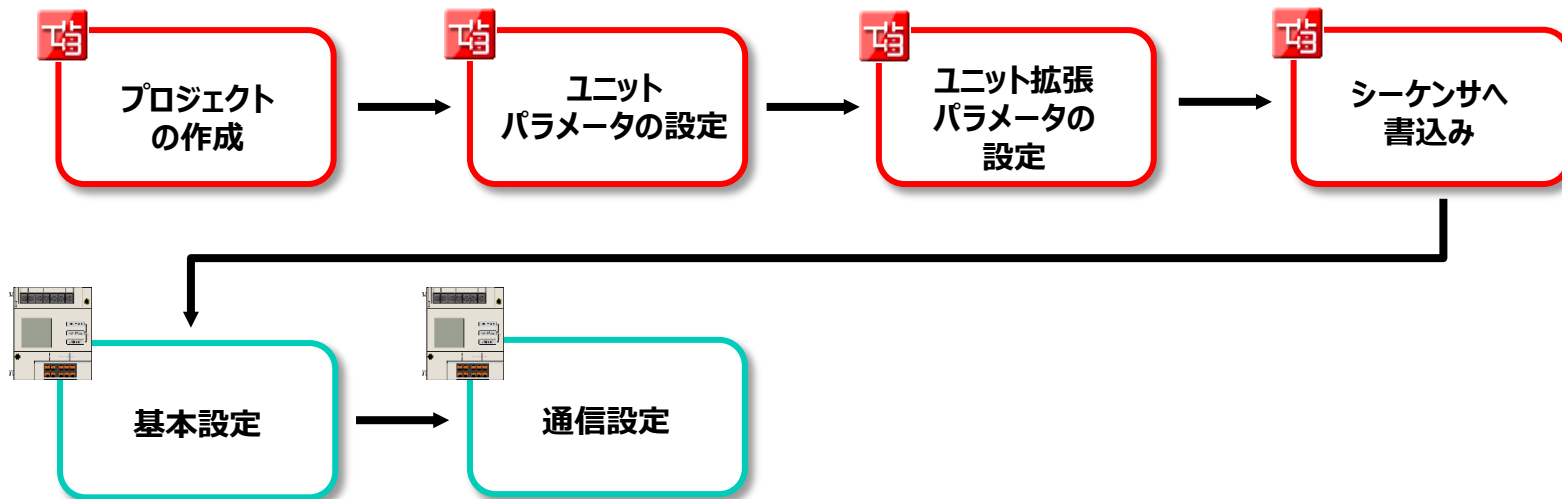 プロジェクト
の作成
ユニット
パラメータの設定
ユニット拡張
パラメータの
設定
シーケンサへ
書込み
基本設定
通信設定